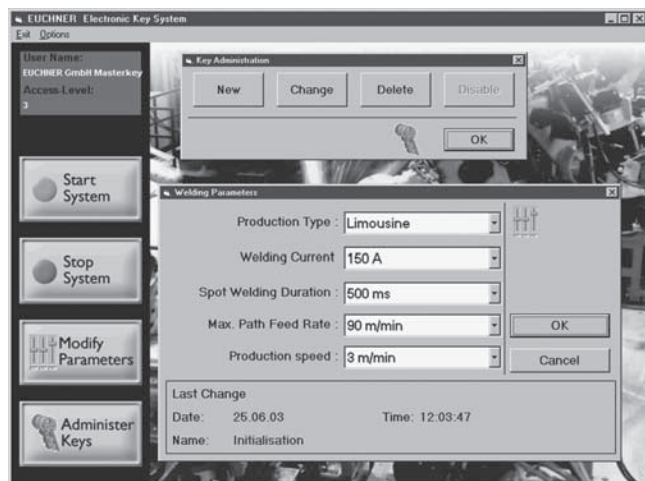 EUCHNER Electronic Key System
Exit Options
User Name:
EUCHNER GmbH Masterkey
Access-Level:
3
Start
System
Stop
System
Modify
Parameters
Administer
Keys
Key Administration
New Change Delete Disable
OK
Welding Parameters
Production Type : Limousine
Welding Current 150 A
Spot Welding Duration : 500 ms
Max. Path Feed Rate : 90 m/min
Production speed : 3 m/min
OK
Cancel
Last Change
Date: 25.06.03 Time: 12:03:47
Name: Initialisation